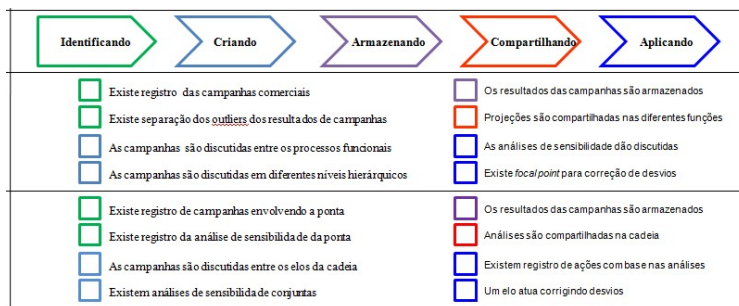 Identificando
Criando
Armazenando
Compartilhando
Aplicando
Existe registro das campanhas comerciais
Existe separação dos outliers dos resultados de campanhas
As campanhas são discutidas entre os processos funcionais
As campanhas são discutidas em diferentes níveis hierárquicos
Os resultados das campanhas são armazenados
Projeções são compartilhadas nas diferentes funções
As análises de sensibilidade dão discutidas
Existe focal point para correção de desvios
Existe registro de campanhas envolvendo a ponta
Existe registro da análise de sensibilidade da ponta
As campanhas são discutidas entre os elos da cadeia
Existem análises de sensibilidade conjuntas
Os resultados das campanhas são armazenados
Análises são compartilhadas na cadeia
Existem registro de ações com base nas análises
Um elo atua corrigindo desvios